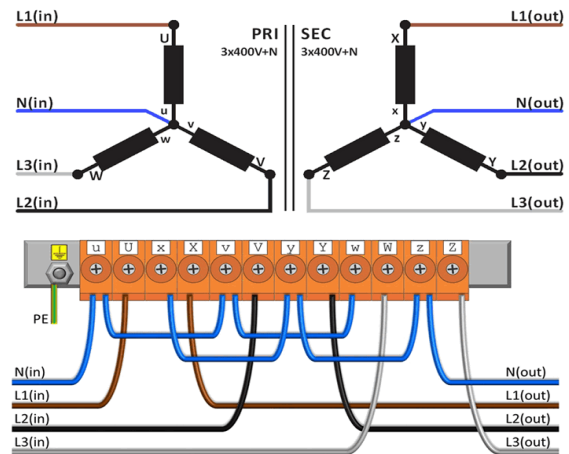 L1(in)
PRI
SEC
L1(out)
U
X
3x400V+N
3x400V+N
N(in)
N(out)
u
v
w
x
y
z
L3(in)
W
V
Z
Y
L2(out)
L2(in)
L3(out)
u U x X v V y Y w W z Z
PE
N(in)
N(out)
L1(in)
L1(out)
L2(in)
L2(out)
L3(in)
L3(out)